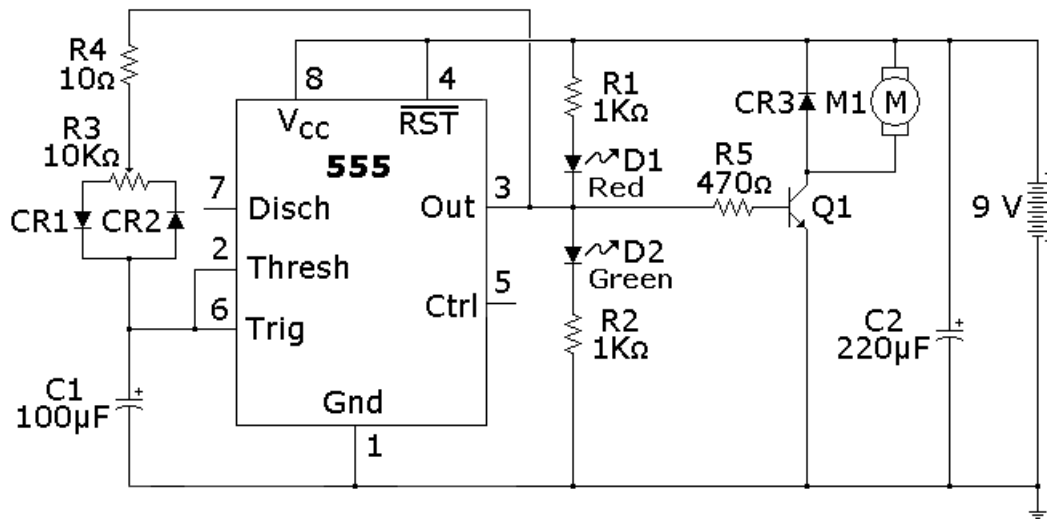 R4
10Ω
R3
10KΩ
CR1
CR2
C1
100µF
8
4
VCC
RST
555
7
Disch
2
Thresh
6
Trig
3
Out
5
Ctrl
Gnd
1
R1
1KΩ
D1
Red
D2
Green
R2
1KΩ
R5
470Ω
Q1
CR3
M1
M
9 V
C2
220µF
+
+
+